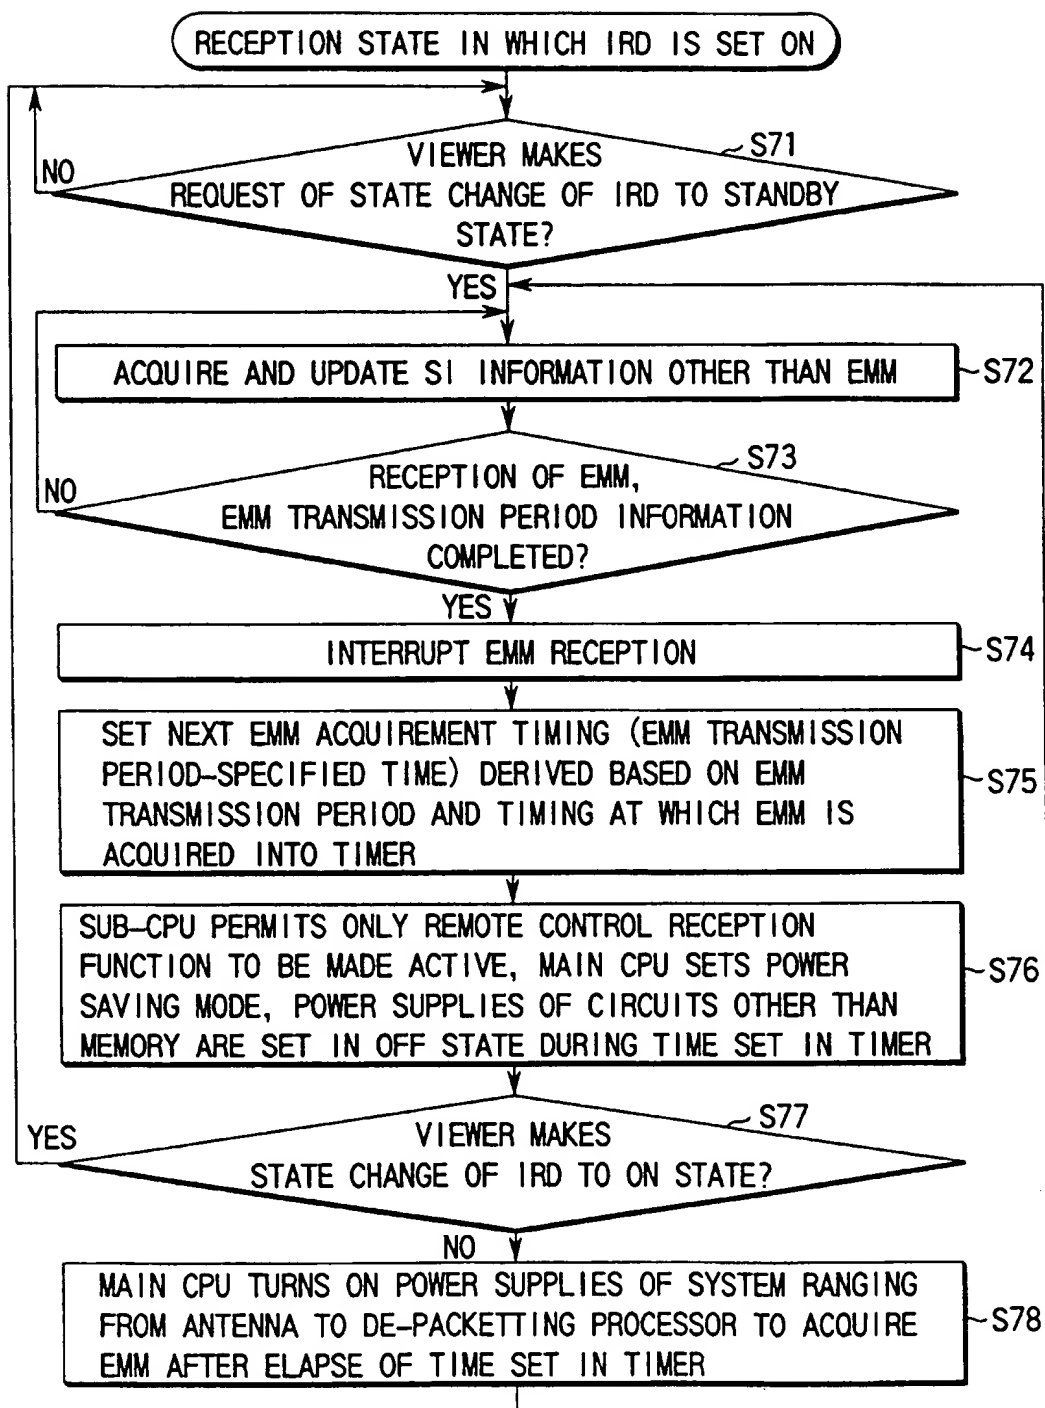 RECEPTION STATE IN WHICH IRD IS SET ON
S71
NO
VIEWER MAKES
REQUEST OF STATE CHANGE OF IRD TO STANDBY
STATE?
YES
ACQUIRE AND UPDATE SI INFORMATION OTHER THAN EMM
S72
S73
NO
RECEPTION OF EMM,
EMM TRANSMISSION PERIOD INFORMATION
COMPLETED?
YES
INTERRUPT EMM RECEPTION
S74
SET NEXT EMM ACQUIREMENT TIMING (EMM TRANSMISSION
PERIOD-SPECIFIED TIME) DERIVED BASED ON EMM
TRANSMISSION PERIOD AND TIMING AT WHICH EMM IS
ACQUIRED INTO TIMER
S75
SUB-CPU PERMITS ONLY REMOTE CONTROL RECEPTION
FUNCTION TO BE MADE ACTIVE, MAIN CPU SETS POWER
SAVING MODE, POWER SUPPLIES OF CIRCUITS OTHER THAN
MEMORY ARE SET IN OFF STATE DURING TIME SET IN TIMER
S76
S77
YES
VIEWER MAKES
STATE CHANGE OF IRD TO ON STATE?
NO
MAIN CPU TURNS ON POWER SUPPLIES OF SYSTEM RANGING
FROM ANTENNA TO DE-PACKETTING PROCESSOR TO ACQUIRE
EMM AFTER ELAPSE OF TIME SET IN TIMER
S78